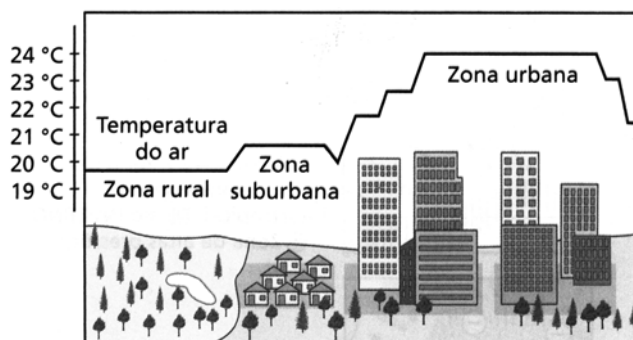 24 °C
23 °C
22 °C
21 °C
20 °C
19 °C
Temperatura
do ar
Zona rural
Zona
suburbana
Zona urbana